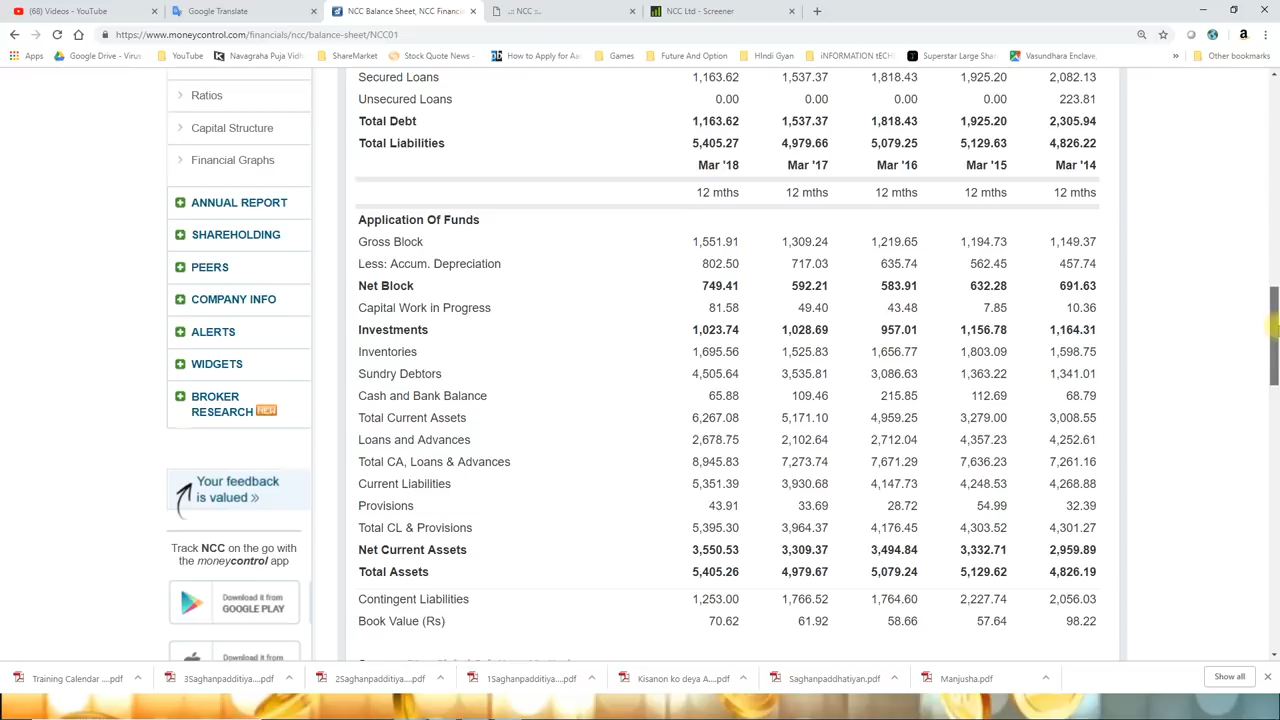 (68) Videos - YouTube
Google Translate
NCC Balance Sheet, NCC Financi
..:: NCC ::..
NCC Ltd - Screener
https://www.moneycontrol.com/financials/ncc/balance-sheet/NCC01
Apps
Google Drive - Virus
YouTube
Navagraha Puja Vidh
ShareMarket
Stock Quote News -
How to Apply for Aad
Games
Future And Option
HIndi Gyan
iNFORMATION tECH
Superstar Large Shar
Vasundhara Enclave,
Other bookmarks
Ratios
Capital Structure
Financial Graphs
ANNUAL REPORT
SHAREHOLDING
PEERS
COMPANY INFO
ALERTS
WIDGETS
BROKER
RESEARCH NEW
Your feedback
is valued »
Track NCC on the go with
the moneycontrol app
Download it from
GOOGLE PLAY
Download it from
Secured Loans 1,163.62 1,537.37 1,818.43 1,925.20 2,082.13
Unsecured Loans 0.00 0.00 0.00 0.00 223.81
Total Debt 1,163.62 1,537.37 1,818.43 1,925.20 2,305.94
Total Liabilities 5,405.27 4,979.66 5,079.25 5,129.63 4,826.22
Mar '18 Mar '17 Mar '16 Mar '15 Mar '14
12 mths 12 mths 12 mths 12 mths 12 mths
Application Of Funds
Gross Block 1,551.91 1,309.24 1,219.65 1,194.73 1,149.37
Less: Accum. Depreciation 802.50 717.03 635.74 562.45 457.74
Net Block 749.41 592.21 583.91 632.28 691.63
Capital Work in Progress 81.58 49.40 43.48 7.85 10.36
Investments 1,023.74 1,028.69 957.01 1,156.78 1,164.31
Inventories 1,695.56 1,525.83 1,656.77 1,803.09 1,598.75
Sundry Debtors 4,505.64 3,535.81 3,086.63 1,363.22 1,341.01
Cash and Bank Balance 65.88 109.46 215.85 112.69 68.79
Total Current Assets 6,267.08 5,171.10 4,959.25 3,279.00 3,008.55
Loans and Advances 2,678.75 2,102.64 2,712.04 4,357.23 4,252.61
Total CA, Loans & Advances 8,945.83 7,273.74 7,671.29 7,636.23 7,261.16
Current Liabilities 5,351.39 3,930.68 4,147.73 4,248.53 4,268.88
Provisions 43.91 33.69 28.72 54.99 32.39
Total CL & Provisions 5,395.30 3,964.37 4,176.45 4,303.52 4,301.27
Net Current Assets 3,550.53 3,309.37 3,494.84 3,332.71 2,959.89
Total Assets 5,405.26 4,979.67 5,079.24 5,129.62 4,826.19
Contingent Liabilities 1,253.00 1,766.52 1,764.60 2,227.74 2,056.03
Book Value (Rs) 70.62 61.92 58.66 57.64 98.22
Training Calendar ....pdf
3Saghanpadditiya....pdf
2Saghanpadditiya....pdf
1Saghanpadditiya....pdf
Kisanon ko deya A....pdf
Saghanpaddhatiyan.pdf
Manjusha.pdf
Show all